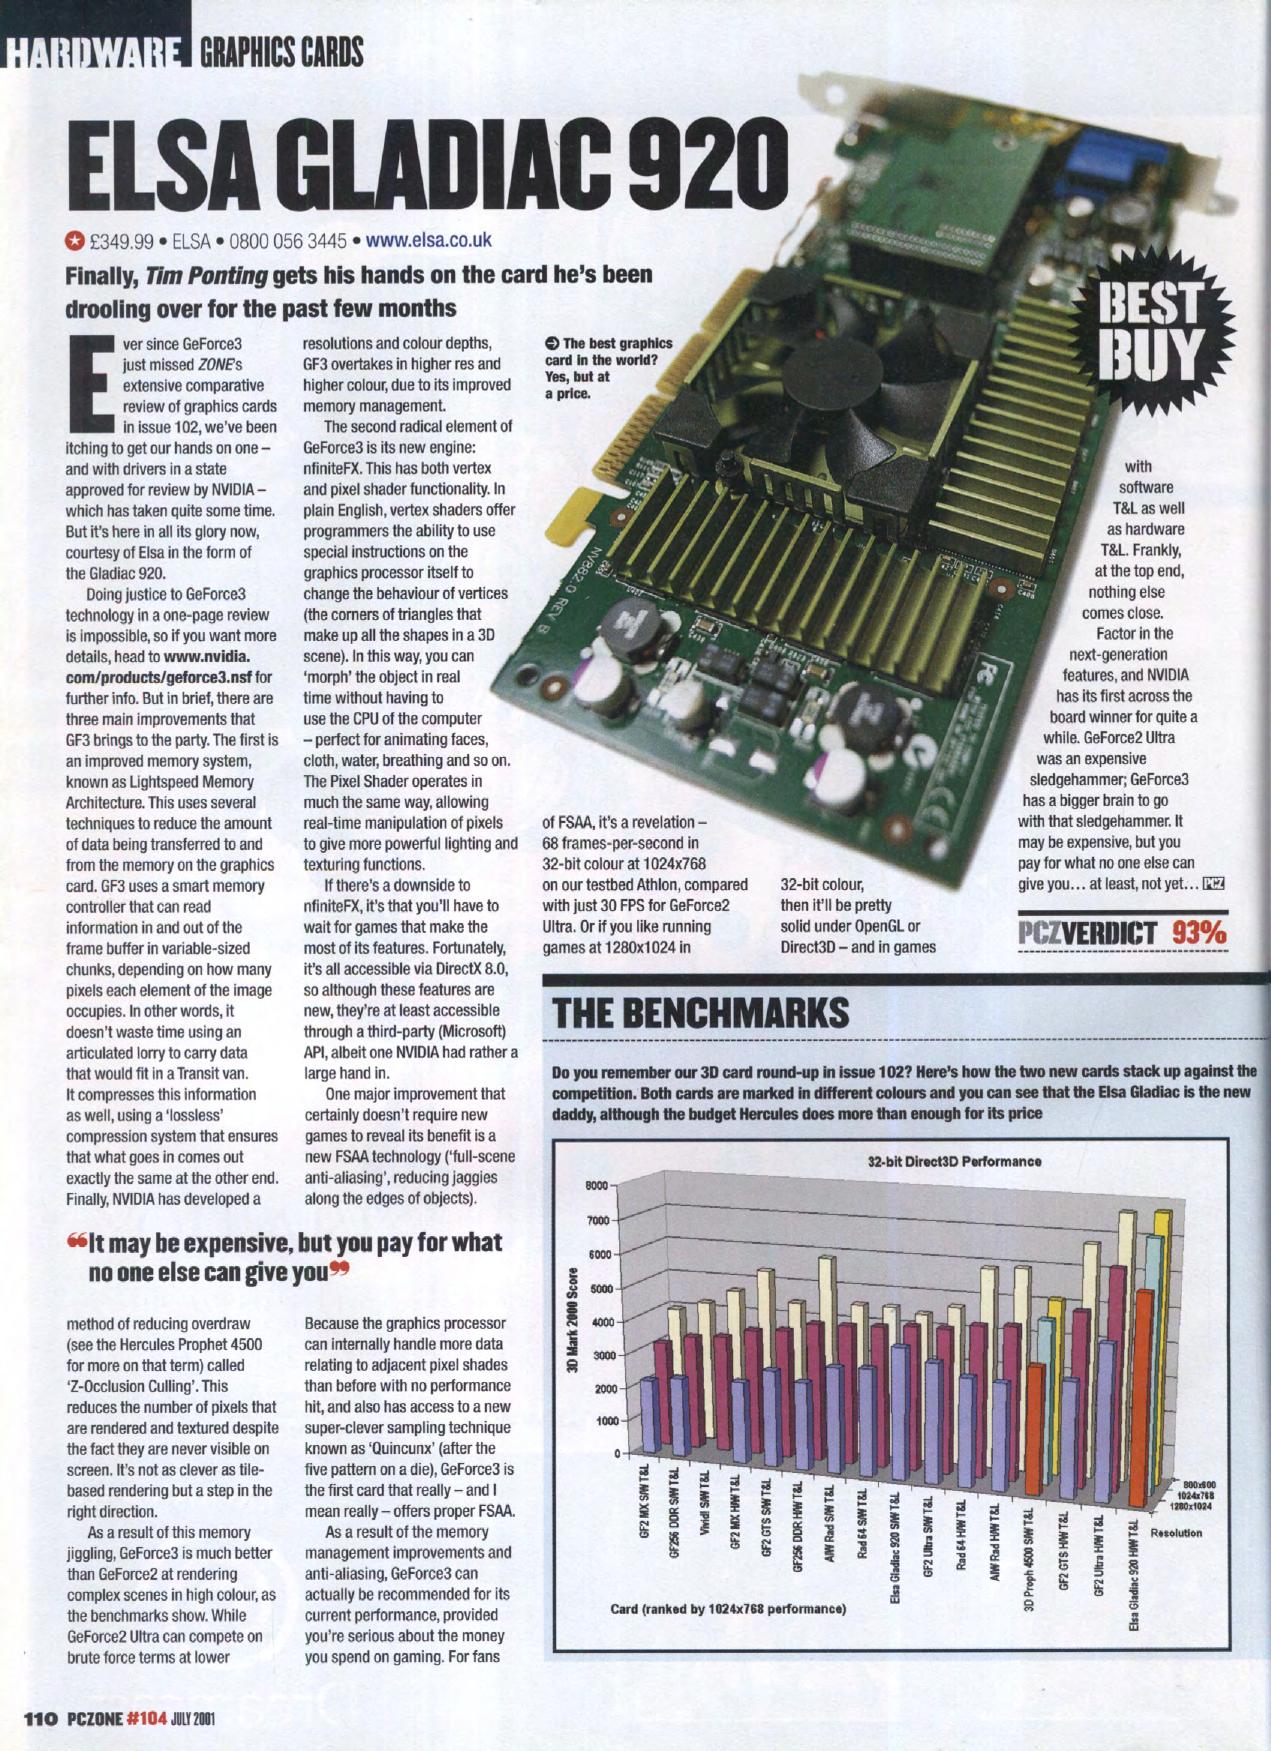 HARDWARE GRAPHICS CARDS
ELSA GLADIAC 920
£349.99 • ELSA • 0800 056 3445 • www.elsa.co.uk
Finally, Tim Ponting gets his hands on the card he's been
drooling over for the past few months
Ever since GeForce3
just missed ZONE's
extensive comparative
review of graphics cards
in issue 102, we've been
itching to get our hands on one –
and with drivers in a state
approved for review by NVIDIA –
which has taken quite some time.
But it's here in all its glory now,
courtesy of Elsa in the form of
the Gladiac 920.
Doing justice to GeForce3
technology in a one-page review
is impossible, so if you want more
details, head to www.nvidia.
com/products/geforce3.nsf for
further info. But in brief, there are
three main improvements that
GF3 brings to the party. The first is
an improved memory system,
known as Lightspeed Memory
Architecture. This uses several
techniques to reduce the amount
of data being transferred to and
from the memory on the graphics
card. GF3 uses a smart memory
controller that can read
information in and out of the
frame buffer in variable-sized
chunks, depending on how many
pixels each element of the image
occupies. In other words, it
doesn't waste time using an
articulated lorry to carry data
that would fit in a Transit van.
It compresses this information
as well, using a 'lossless'
compression system that ensures
that what goes in comes out
exactly the same at the other end.
Finally, NVIDIA has developed a
“It may be expensive, but you pay for what
no one else can give you”
method of reducing overdraw
(see the Hercules Prophet 4500
for more on that term) called
'Z-Occlusion Culling'. This
reduces the number of pixels that
are rendered and textured despite
the fact they are never visible on
screen. It's not as clever as tile-
based rendering but a step in the
right direction.
As a result of this memory
jiggling, GeForce3 is much better
than GeForce2 at rendering
complex scenes in high colour, as
the benchmarks show. While
GeForce2 Ultra can compete on
brute force terms at lower
resolutions and colour depths,
GF3 overtakes in higher res and
higher colour, due to its improved
memory management.
The second radical element of
GeForce3 is its new engine:
nfiniteFX. This has both vertex
and pixel shader functionality. In
plain English, vertex shaders offer
programmers the ability to use
special instructions on the
graphics processor itself to
change the behaviour of vertices
(the corners of triangles that
make up all the shapes in a 3D
scene). In this way, you can
'morph' the object in real
time without having to
use the CPU of the computer
– perfect for animating faces,
cloth, water, breathing and so on.
The Pixel Shader operates in
much the same way, allowing
real-time manipulation of pixels
to give more powerful lighting and
texturing functions.
If there's a downside to
nfiniteFX, it's that you'll have to
wait for games that make the
most of its features. Fortunately,
it's all accessible via DirectX 8.0,
so although these features are
new, they're at least accessible
through a third-party (Microsoft)
API, albeit one NVIDIA had rather a
large hand in.
One major improvement that
certainly doesn't require new
games to reveal its benefit is a
new FSAA technology ('full-scene
anti-aliasing', reducing jaggies
along the edges of objects).
Because the graphics processor
can internally handle more data
relating to adjacent pixel shades
than before with no performance
hit, and also has access to a new
super-clever sampling technique
known as 'Quincunx' (after the
five pattern on a die), GeForce3 is
the first card that really – and I
mean really – offers proper FSAA.
As a result of the memory
management improvements and
anti-aliasing, GeForce3 can
actually be recommended for its
current performance, provided
you're serious about the money
you spend on gaming. For fans
The best graphics
card in the world?
Yes, but at
a price.
NV882.0 REV B
BEST
BUY
of FSAA, it's a revelation –
68 frames-per-second in
32-bit colour at 1024x768
on our testbed Athlon, compared
with just 30 FPS for GeForce2
Ultra. Or if you like running
games at 1280x1024 in
32-bit colour,
then it'll be pretty
solid under OpenGL or
Direct3D – and in games
with
software
T&L as well
as hardware
T&L. Frankly,
at the top end,
nothing else
comes close.
Factor in the
next-generation
features, and NVIDIA
has its first across the
board winner for quite a
while. GeForce2 Ultra
was an expensive
sledgehammer; GeForce3
has a bigger brain to go
with that sledgehammer. It
may be expensive, but you
pay for what no one else can
give you... at least, not yet... PCZ
PCZVERDICT 93%
THE BENCHMARKS
Do you remember our 3D card round-up in issue 102? Here's how the two new cards stack up against the
competition. Both cards are marked in different colours and you can see that the Elsa Gladiac is the new
daddy, although the budget Hercules does more than enough for its price
32-bit Direct3D Performance
3D Mark 2000 Score
8000
7000
6000
5000
4000
3000
2000
1000
0
GF2 MX S/W T&L
GF256 DDR S/W T&L
Vivid! S/W T&L
GF2 MX H/W T&L
GF2 GTS S/W T&L
GF256 DDR H/W T&L
AIW Rad S/W T&L
Rad 64 S/W T&L
Elsa Gladiac 920 S/W T&L
GF2 Ultra S/W T&L
Rad 64 H/W T&L
AIW Rad H/W T&L
3D Proph 4500 S/W T&L
GF2 GTS H/W T&L
GF2 Ultra H/W T&L
Elsa Gladiac 920 H/W T&L
800x600
1024x768
1280x1024
Resolution
Card (ranked by 1024x768 performance)
110 PCZONE #104 JULY 2001